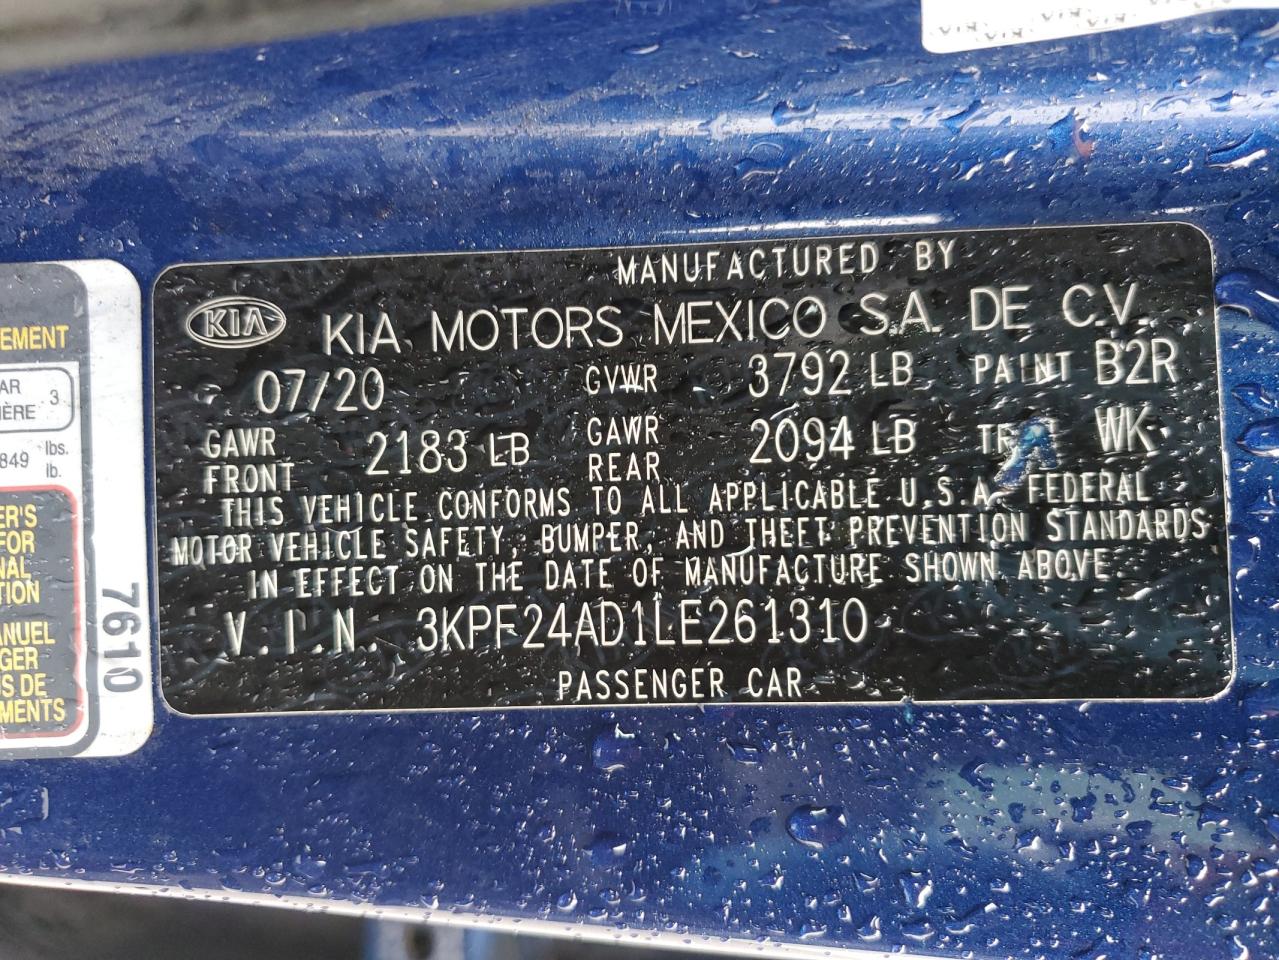 MANUFACTURED BY
KIA KIA MOTORS MEXICO S.A. DE C.V.
07/20 GVWR 3792 LB PAINT B2R
GAWR FRONT 2183 LB GAWR REAR 2094 LB WK
THIS VEHICLE CONFORMS TO ALL APPLICABLE U.S.A. FEDERAL
MOTOR VEHICLE SAFETY, BUMPER, AND THEFT PREVENTION STANDARDS
IN EFFECT ON THE DATE OF MANUFACTURE SHOWN ABOVE.
V.I.N. 3KPF24AD1LE261310
PASSENGER CAR
EMENT
AR
IÈRE 3
849 lbs.
lb.
ER'S
FOR
NAL
TION
ANUEL
GER
US DE
MENTS
7610